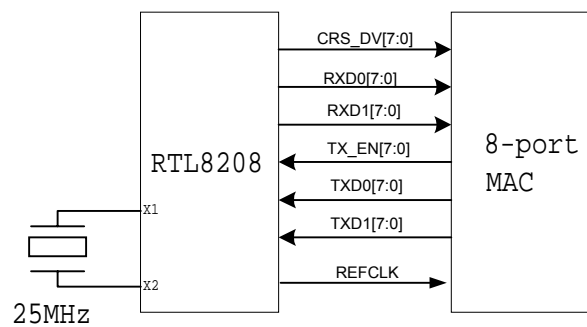 CRS_DV[7:0]
RXD0[7:0]
RXD1[7:0]
TX_EN[7:0]
RTL8208
8-port
MAC
TXD0[7:0]
X1
TXD1[7:0]
REFCLK
X2
25MHz